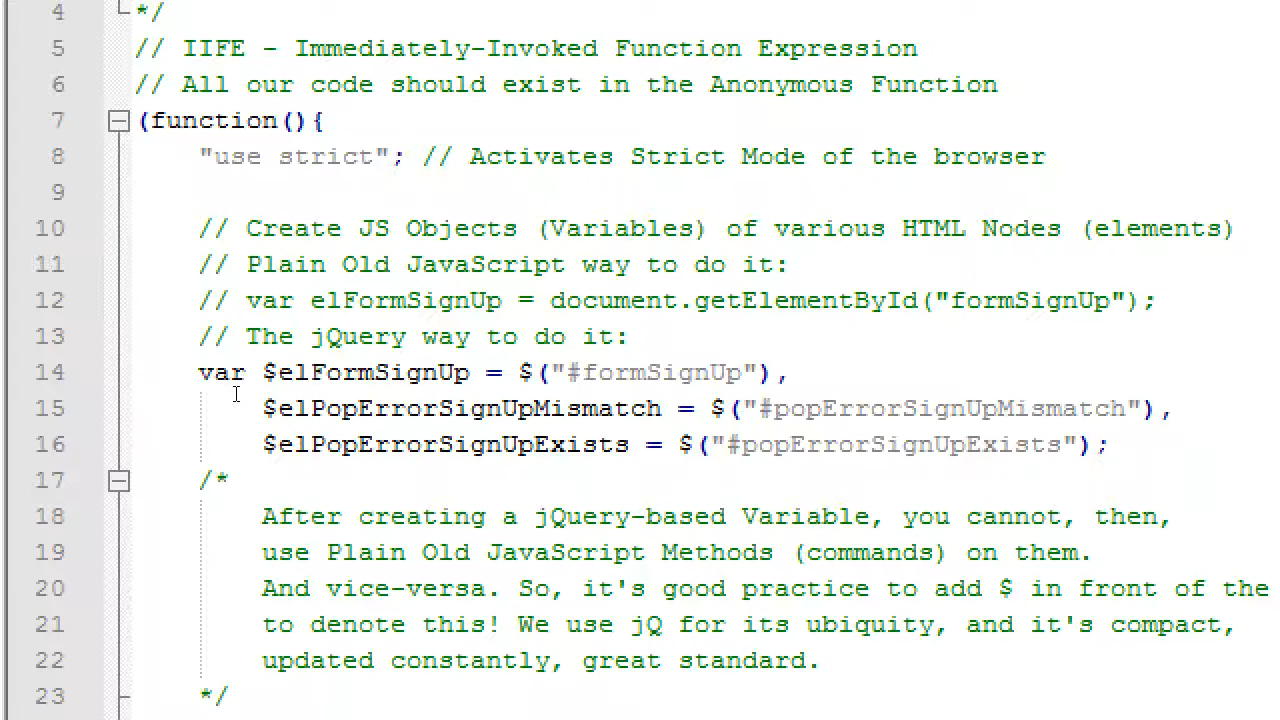 4 */
5 // IIFE - Immediately-Invoked Function Expression
6 // All our code should exist in the Anonymous Function
7 (function(){
8 "use strict"; // Activates Strict Mode of the browser
9
10 // Create JS Objects (Variables) of various HTML Nodes (elements)
11 // Plain Old JavaScript way to do it:
12 // var elFormSignUp = document.getElementById("formSignUp");
13 // The jQuery way to do it:
14 var $elFormSignUp = $("#formSignUp"),
15 $elPopErrorSignUpMismatch = $("#popErrorSignUpMismatch"),
16 $elPopErrorSignUpExists = $("#popErrorSignUpExists");
17 /*
18 After creating a jQuery-based Variable, you cannot, then,
19 use Plain Old JavaScript Methods (commands) on them.
20 And vice-versa. So, it's good practice to add $ in front of the
21 to denote this! We use jQ for its ubiquity, and it's compact,
22 updated constantly, great standard.
23 */